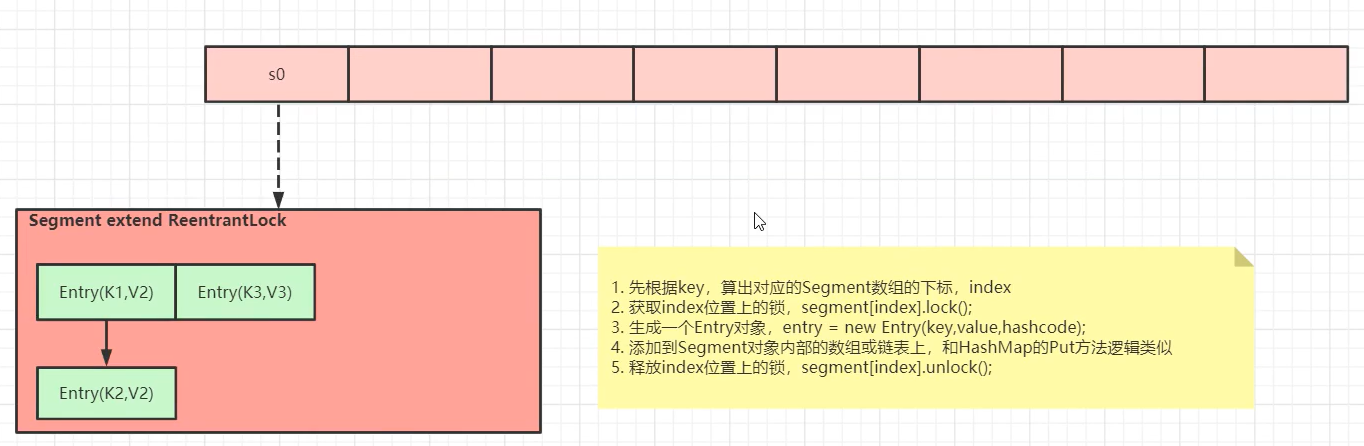 s0
Segment extend ReentrantLock
Entry(K1,V2)
Entry(K3,V3)
Entry(K2,V2)
1. 先根据key，算出对应的Segment数组的下标，index
2. 获取index位置上的锁，segment[index].lock();
3. 生成一个Entry对象，entry = new Entry(key,value,hashcode);
4. 添加到Segment对象内部的数组或链表上，和HashMap的Put方法逻辑类似
5. 释放index位置上的锁，segment[index].unlock();